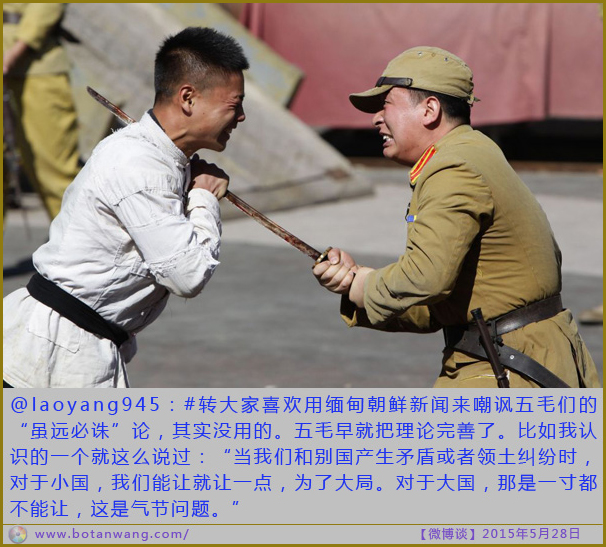 @laoyang945：#转大家喜欢用缅甸朝鲜新闻来嘲讽五毛们的
“虽远必诛”论，其实没用的。五毛早就把理论完善了。比如我认
识的一个就这么说过：“当我们和别国产生矛盾或者领土纠纷时，
对于小国，我们能让就让一点，为了大局。对于大国，那是一寸都
不能让，这是气节问题。”
www.botanwang.com/ 【微博谈】2015年5月28日